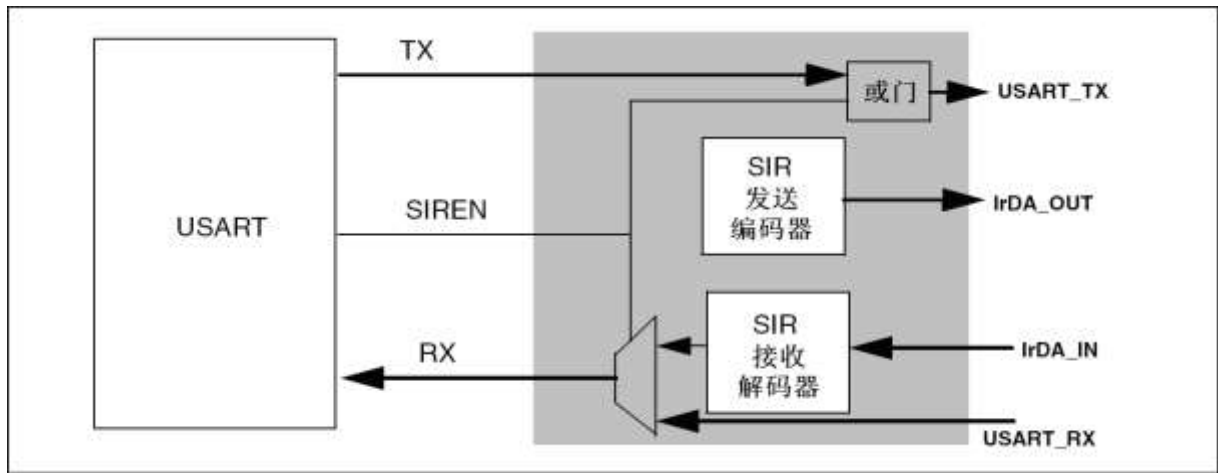 TX
或门
USART_TX
SIR
发送
编码器
IrDA_OUT
SIREN
USART
SIR
接收
解码器
IrDA_IN
RX
USART_RX